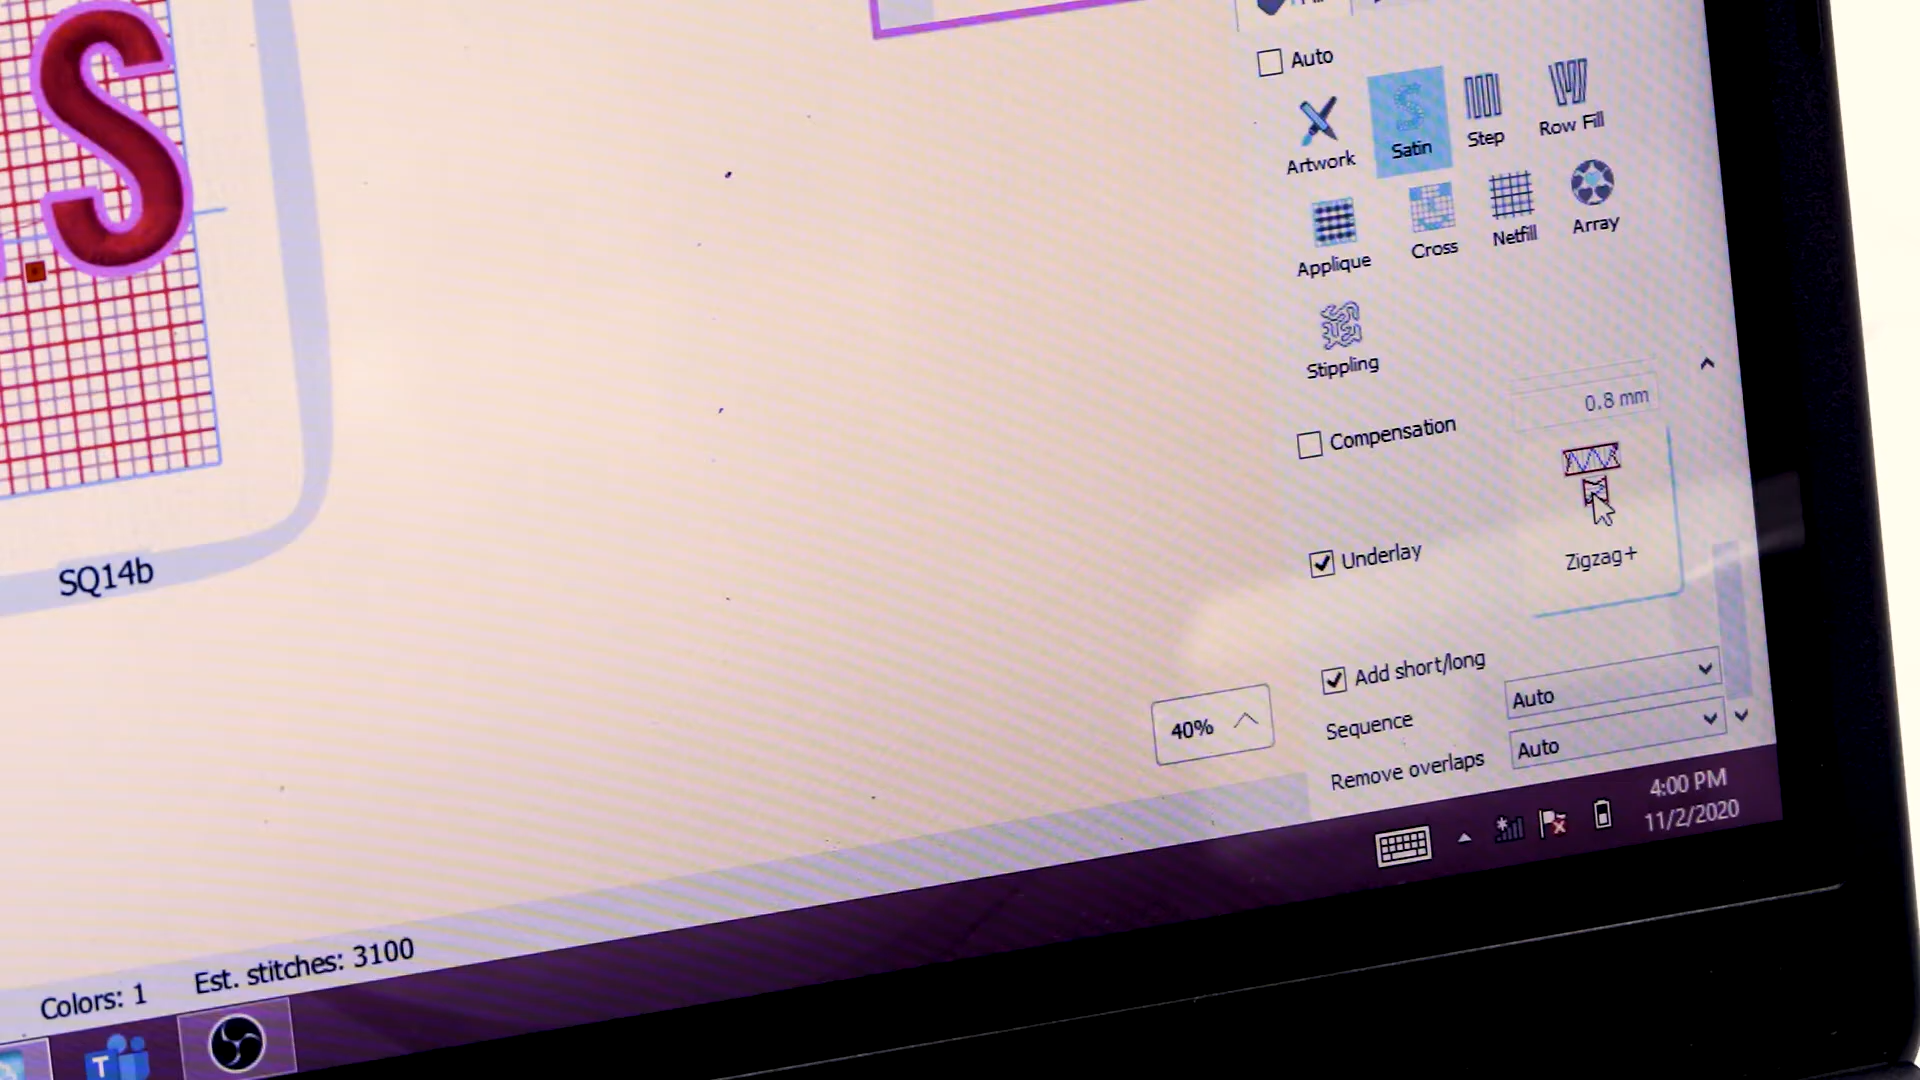 S
Auto
Artwork
Satin
Step
Row Fill
Applique
Cross
Netfill
Array
Stippling
Compensation
0.8 mm
Underlay
Zigzag+
Add short/long
Sequence
Auto
Remove overlaps
Auto
40%
SQ14b
Colors: 1
Est. stitches: 3100
4:00 PM
11/2/2020
T